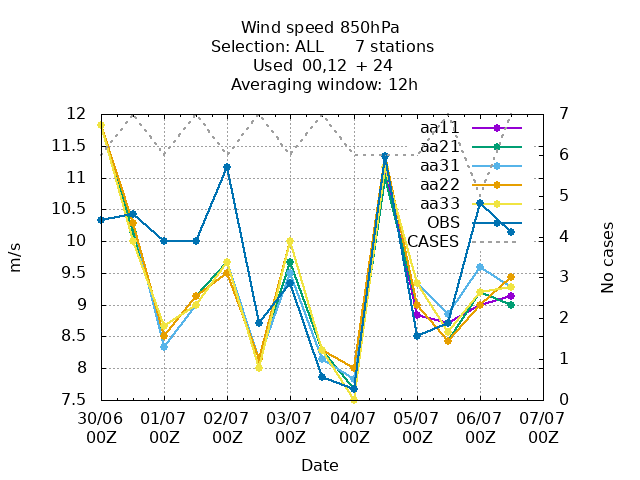 Wind speed 850hPa
Selection: ALL 7 stations
Used 00,12 + 24
Averaging window: 12h
12
11.5
11
10.5
10
9.5
9
8.5
8
7.5
m/s
7
6
5
4
3
2
1
0
No cases
aa11
aa21
aa31
aa22
aa33
OBS
CASES
30/06 01/07 02/07 03/07 04/07 05/07 06/07 07/07
00Z 00Z 00Z 00Z 00Z 00Z 00Z 00Z
Date